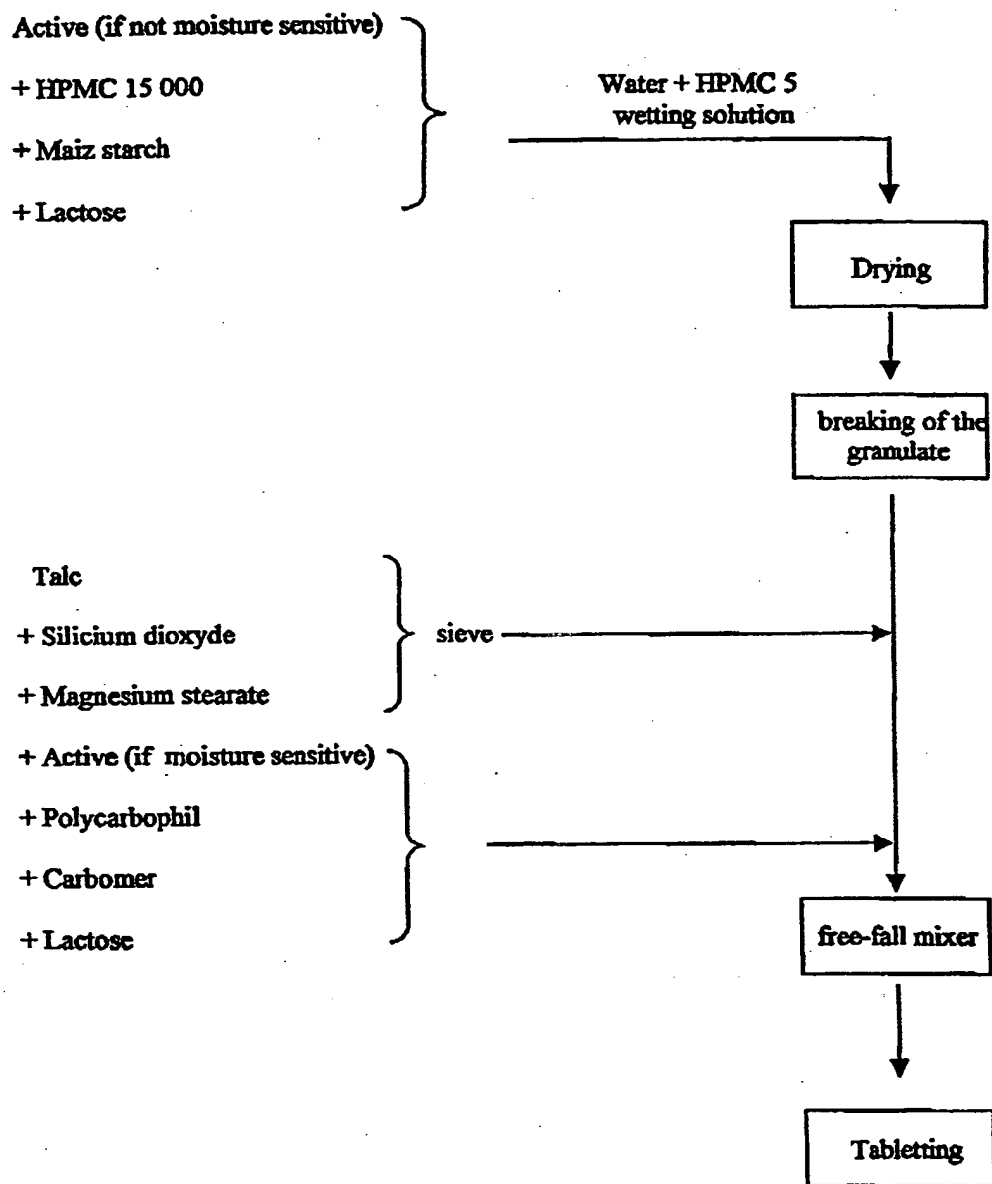 Active (if not moisture sensitive)
+ HPMC 15 000
+ Maiz starch
+ Lactose
Water + HPMC 5
wetting solution
Drying
breaking of the
granulate
Talc
+ Silicium dioxyde
+ Magnesium stearate
sieve
+ Active (if moisture sensitive)
+ Polycarbophil
+ Carbomer
+ Lactose
free-fall mixer
Tabletting